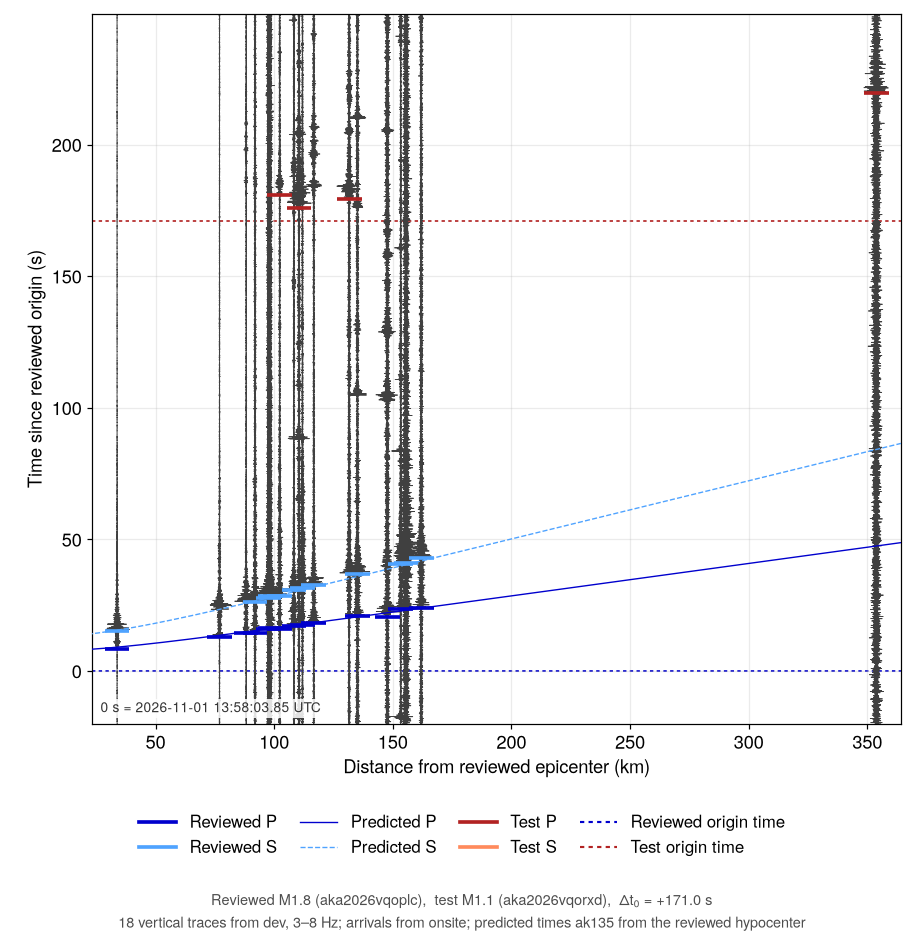 200
150
100
50
0
Time since reviewed origin (s)
0 s = 2026-11-01 13:58:03.85 UTC
50 100 150 200 250 300 350
Distance from reviewed epicenter (km)
Reviewed P Predicted P Test P Reviewed origin time
Reviewed S Predicted S Test S Test origin time
Reviewed M1.8 (aka2026vqoplc), test M1.1 (aka2026vqorxd), Δt₀ = +171.0 s
18 vertical traces from dev, 3–8 Hz; arrivals from onsite; predicted times ak135 from the reviewed hypocenter